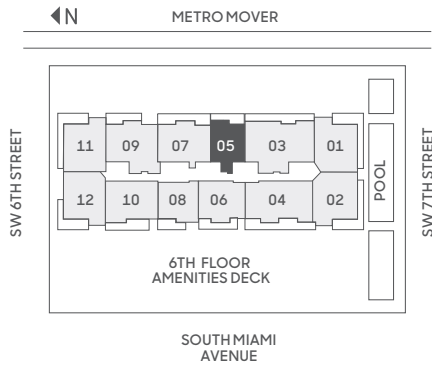 N
METRO MOVER
SW 6TH STREET
11 09 07 05 03 01
12 10 08 06 04 02
POOL
SW 7TH STREET
6TH FLOOR
AMENITIES DECK
SOUTH MIAMI
AVENUE